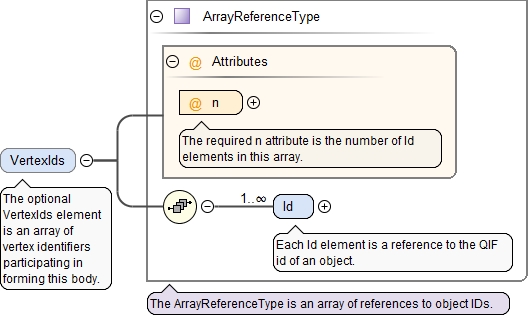 ArrayReferenceType
@ Attributes
@ n
The required n attribute is the number of Id
elements in this array.
VertexIds
The optional
VertexIds element
is an array of
vertex identifiers
participating in
forming this body.
1..∞
Id
Each Id element is a reference to the QIF
id of an object.
The ArrayReferenceType is an array of references to object IDs.